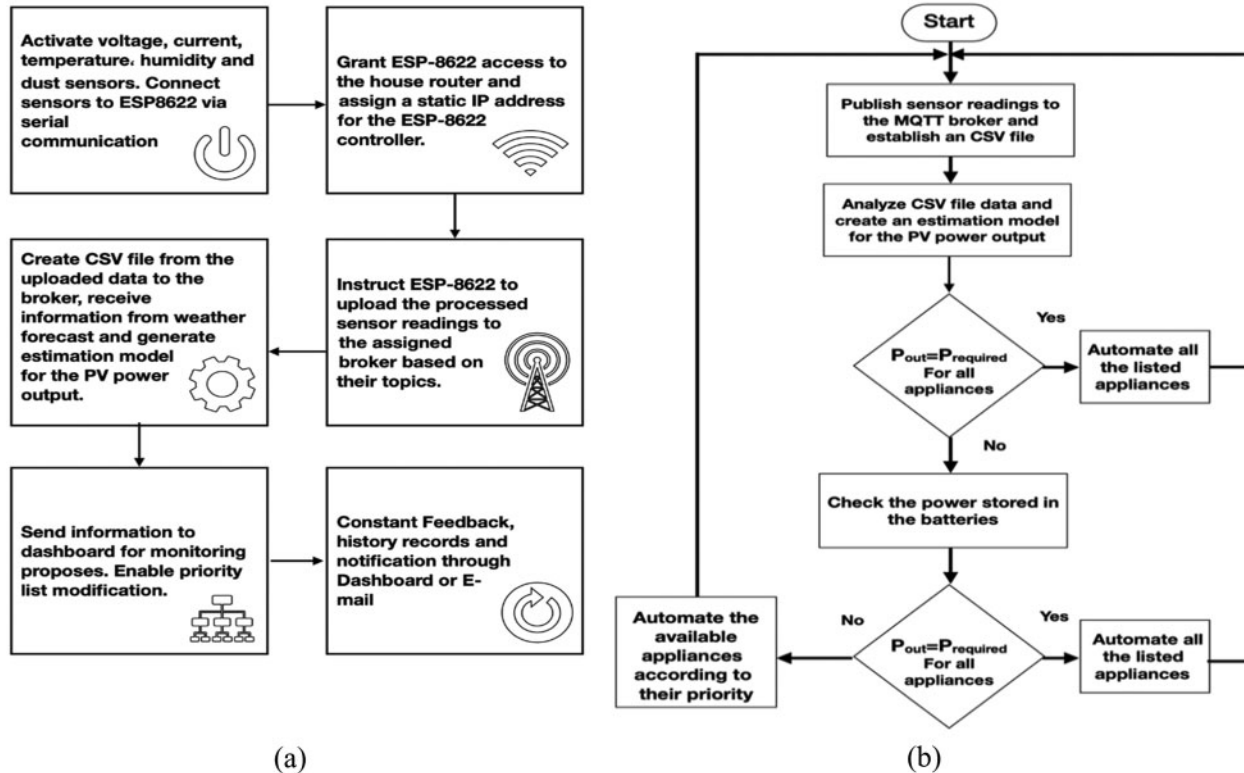 Activate voltage, current,
temperature, humidity and
dust sensors. Connect
sensors to ESP8622 via
serial
communication
Grant ESP-8622 access to
the house router and
assign a static IP address
for the ESP-8622
controller.
Create CSV file from the
uploaded data to the
broker, receive
information from weather
forecast and generate
estimation model
for the PV power
output.
Instruct ESP-8622 to
upload the processed
sensor readings to
the assigned
broker based on
their topics.
Send information to
dashboard for monitoring
proposes. Enable priority
list modification.
Constant Feedback,
history records and
notification through
Dashboard or E-
mail
(a)
Start
Publish sensor readings to
the MQTT broker and
establish an CSV file
Analyze CSV file data and
create an estimation model
for the PV power output
Pout=Prequired
For all
appliances
Yes
Automate all
the listed
appliances
No
Check the power stored in
the batteries
Pout=Prequired
For all
appliances
Yes
Automate all
the listed
appliances
No
Automate the
available
appliances
according to
their priority
(b)